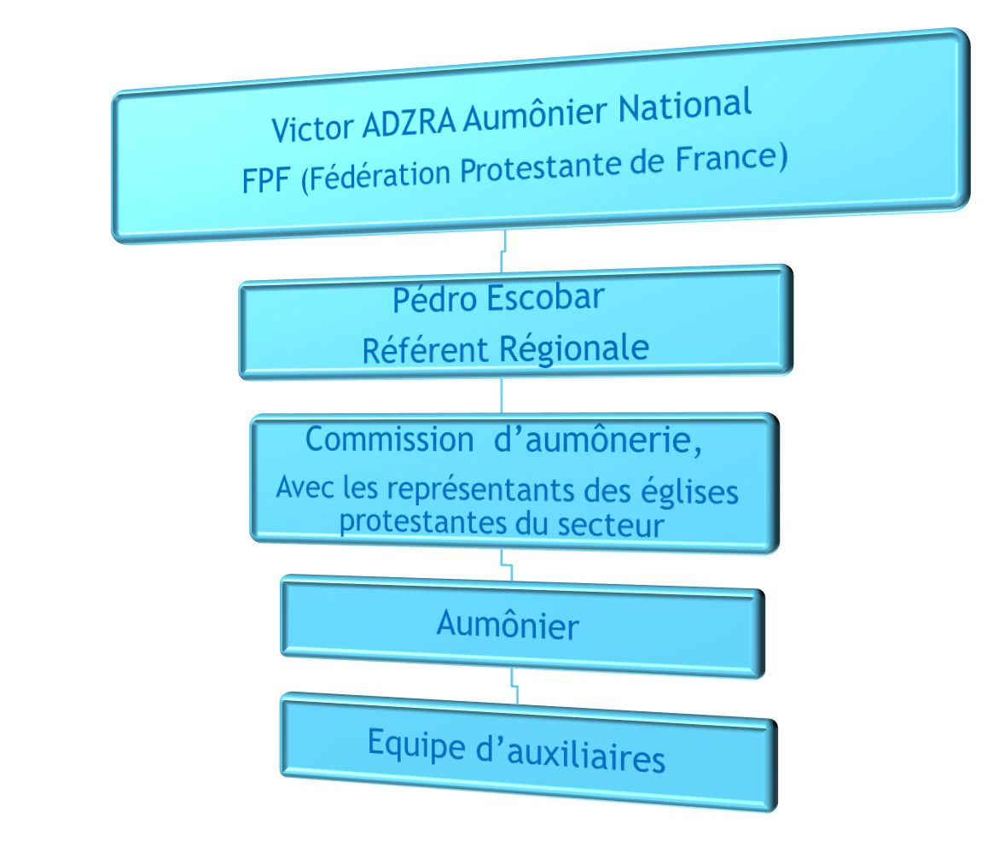 Victor ADZRA Aumônier National
FPF (Fédération Protestante de France)
Pédro Escobar
Référent Régionale
Commission d’aumônerie,
Avec les représentants des églises
protestantes du secteur
Aumônier
Equipe d’auxiliaires